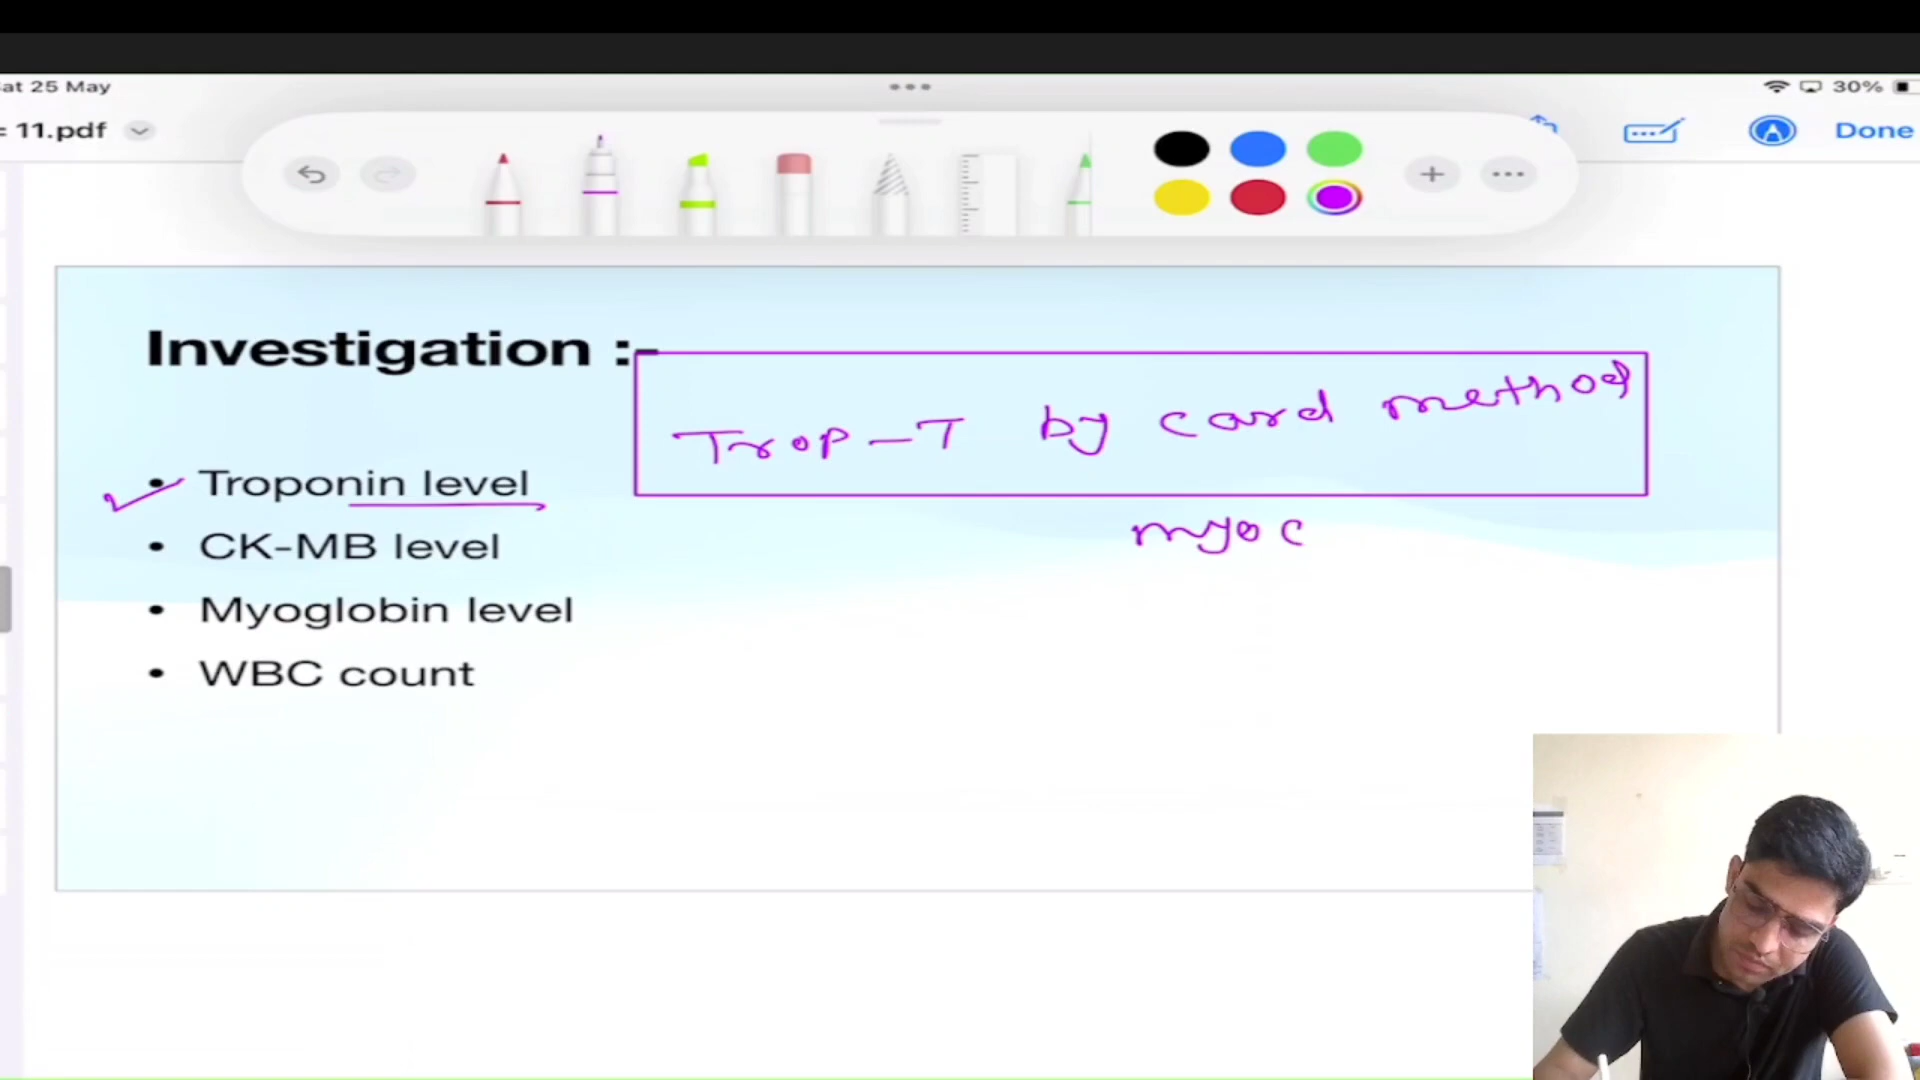 at 25 May
30%
= 11.pdf
Done
Investigation :-
Trop-T by card method
• Troponin level
myoc
• CK-MB level
• Myoglobin level
• WBC count